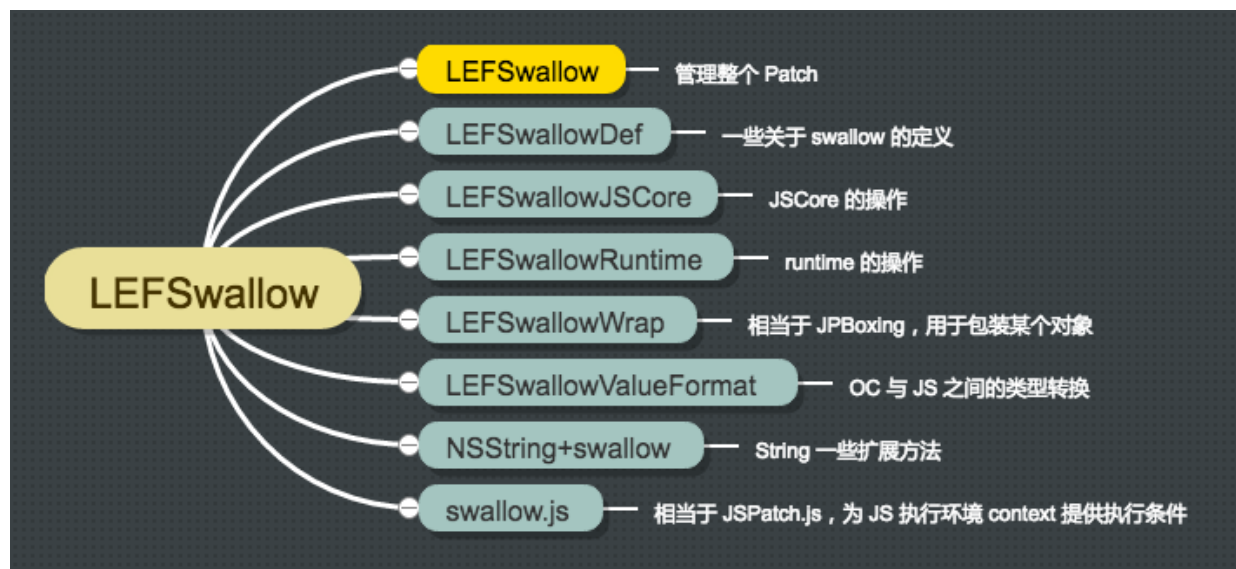 LEFSwallow
LEFSwallow 管理整个 Patch
LEFSwallowDef 一些关于 swallow 的定义
LEFSwallowJSCore JSCore 的操作
LEFSwallowRuntime runtime 的操作
LEFSwallowWrap 相当于 JPBoxing，用于包装某个对象
LEFSwallowValueFormat OC 与 JS 之间的类型转换
NSString+swallow String 一些扩展方法
swallow.js 相当于 JSPatch.js，为 JS 执行环境 context 提供执行条件